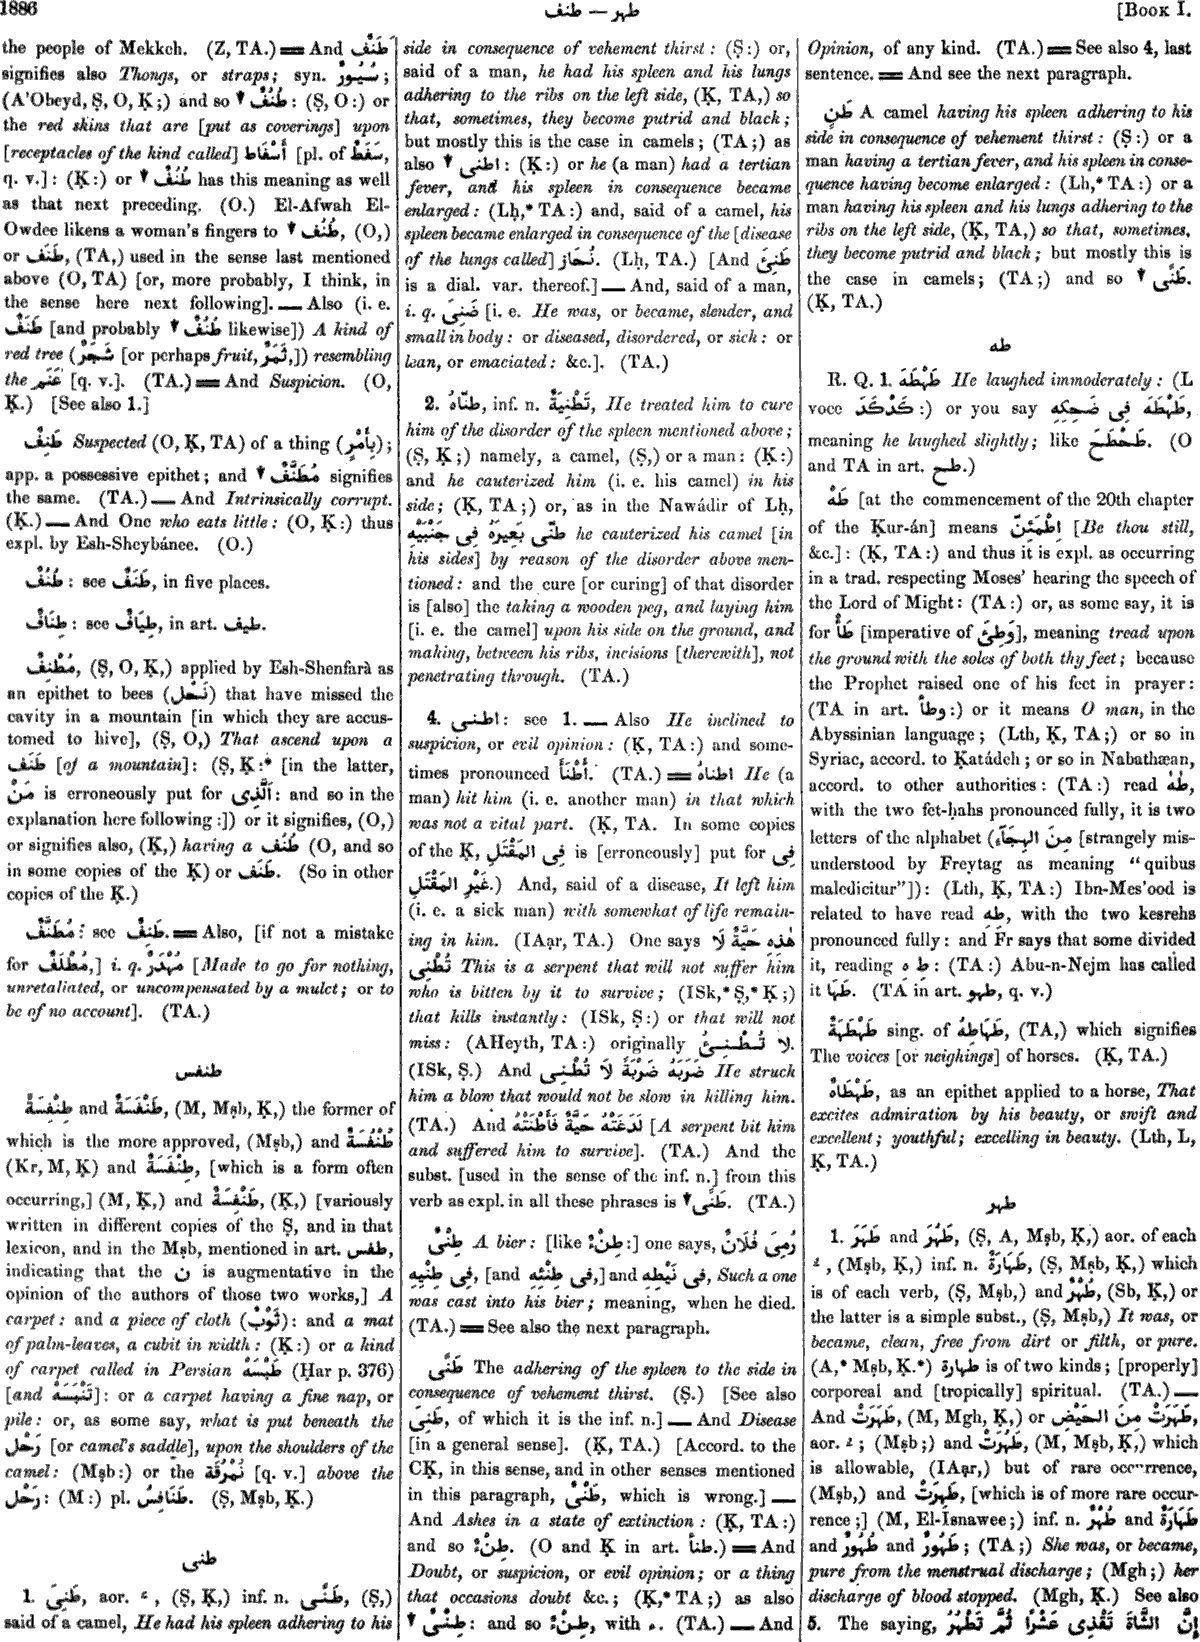 1886
طنف — طهر
[BOOK I.
the people of Mekkeh. (Z, TA.) = And طَنَفٌ
signifies also Thongs, or straps; syn. سُيُورٌ;
(A'Obeyd, Ṣ, O, Ḳ;) and so ↓ طُنُفٌ: (Ṣ, O:) or
the red skins that are [put as coverings] upon
[receptacles of the kind called] أَسْفَاط [pl. of سَفَطٌ,
q. v.]: (Ḳ:) or ↓ طُنُفٌ has this meaning as well
as that next preceding. (O.) El-Afwah El-
Owdee likens a woman's fingers to ↓ طُنُف, (O,)
or طَنَف, (TA,) used in the sense last mentioned
above (O, TA) [or, more probably, I think, in
the sense here next following]. — Also (i. e.
طَنَفٌ [and probably ↓ طُنُفٌ likewise]) A kind of
red tree (شَجَرٌ [or perhaps fruit, ثَمَرٌ,]) resembling
the عَنَم [q. v.]. (TA.) = And Suspicion. (O,
Ḳ.) [See also 1.]
طَنِفٌ Suspected (O, Ḳ, TA) of a thing (بِأَمْرٍ);
app. a possessive epithet; and ↓ مُطَنَّفٌ signifies
the same. (TA.) — And Intrinsically corrupt.
(Ḳ.) — And One who eats little: (O, Ḳ:) thus
expl. by Esh-Sheybánee. (O.)
طُنُفٌ: see طَنَفٌ, in five places.
طَنَافٌ: see طِيَافٌ, in art. طيف.
مُطْنِفٌ, (Ṣ, O, Ḳ,) applied by Esh-Shenfarà as
an epithet to bees (نَحْل) that have missed the
cavity in a mountain [in which they are accus-
tomed to hive], (Ṣ, O,) That ascend upon a
طَنَف [of a mountain]: (Ṣ, Ḳ:* [in the latter,
مَنْ is erroneously put for الَّذِى: and so in the
explanation here following:]) or it signifies, (O,)
or signifies also, (Ḳ,) having a طُنُف (O, and so
in some copies of the Ḳ) or طَنَف. (So in other
copies of the Ḳ.)
مُطَنَّفٌ: see طَنِفٌ. = Also, [if not a mistake
for مُطَلَّفٌ,] i. q. مُهْدَرٌ [Made to go for nothing,
unretaliated, or uncompensated by a mulct; or to
be of no account]. (TA.)
طنفس
طِنْفِسَةٌ and طَنْفَسَةٌ, (M, Mṣb, Ḳ,) the former of
which is the more approved, (Mṣb,) and طُنْفُسَةٌ
(Kr, M, Ḳ) and طِنْفَسَةٌ, [which is a form often
occurring,] (M, Ḳ,) and طَنْفِسَةٌ, (Ḳ,) [variously
written in different copies of the Ṣ, and in that
lexicon, and in the Mṣb, mentioned in art. طفس,
indicating that the ن is augmentative in the
opinion of the authors of those two works,] A
carpet: and a piece of cloth (ثَوْبٌ): and a mat
of palm-leaves, a cubit in width: (Ḳ:) or a kind
of carpet called in Persian طَنْبَسَهْ (Ḥar p. 376)
[and تَنْبَسَهْ]: or a carpet having a fine nap, or
pile: or, as some say, what is put beneath the
رَحْل [or camel's saddle], upon the shoulders of the
camel: (Mṣb:) or the نُمْرُقَة [q. v.] above the
رَحْل: (M:) pl. طَنَافِسُ. (Ṣ, Mṣb, Ḳ.)
طنى
1. طَنِىَ, aor. ـَ, (Ṣ, Ḳ,) inf. n. طَنًى, (Ṣ,)
said of a camel, He had his spleen adhering to his
side in consequence of vehement thirst: (Ṣ:) or,
said of a man, he had his spleen and his lungs
adhering to the ribs on the left side, (Ḳ, TA,) so
that, sometimes, they become putrid and black;
but mostly this is the case in camels; (TA;) as
also ↓ اطنى: (Ḳ:) or he (a man) had a tertian
fever, and his spleen in consequence became
enlarged: (Lḥ,* TA:) and, said of a camel, his
spleen became enlarged in consequence of the [disease
of the lungs called] نُحَاز. (Lḥ, TA.) [And طَنِئَ
is a dial. var. thereof.] — And, said of a man,
i. q. ضَنِىَ [i. e. He was, or became, slender, and
small in body: or diseased, disordered, or sick: or
lean, or emaciated: &c.]. (TA.)
2. طنّاهُ, inf. n. تَطْنِيَةٌ, He treated him to cure
him of the disorder of the spleen mentioned above;
(Ṣ, Ḳ;) namely, a camel, (Ṣ,) or a man: (Ḳ:)
and he cauterized him (i. e. his camel) in his
side; (Ḳ, TA;) or, as in the Nawádir of Lḥ,
طَنَّى بَعِيرَهُ فِى جَنْبَيْهِ he cauterized his camel [in
his sides] by reason of the disorder above men-
tioned: and the cure [or curing] of that disorder
is [also] the taking a wooden peg, and laying him
[i. e. the camel] upon his side on the ground, and
making, between his ribs, incisions [therewith], not
penetrating through. (TA.)
4. اطنى: see 1. — Also He inclined to
suspicion, or evil opinion: (Ḳ, TA:) and some-
times pronounced أَطْنَأَ. (TA.) = اطناهُ He (a
man) hit him (i. e. another man) in that which
was not a vital part. (Ḳ, TA. In some copies
of the Ḳ, فِى المَقْتَلِ is [erroneously] put for فِى
غَيْرِ المَقْتَلِ.) And, said of a disease, It left him
(i. e. a sick man) with somewhat of life remain-
ing in him. (IAạr, TA.) One says هٰذِهِ حَيَّةٌ لَا
تُطْنِى This is a serpent that will not suffer him
who is bitten by it to survive; (ISk,* Ṣ,* Ḳ;)
that kills instantly: (ISk, Ṣ:) or that will not
miss: (AHeyth, TA:) originally لَا تُطْنِئُ.
(ISk, Ṣ.) And ضَرَبَهُ ضَرْبَةً لَا تُطْنِى He struck
him a blow that would not be slow in killing him.
(TA.) And لَدَغَتْهُ حَيَّةٌ فَأَطْنَتْهُ [A serpent bit him
and suffered him to survive]. (TA.) And the
subst. [used in the sense of the inf. n.] from this
verb as expl. in all these phrases is ↓ طَنًى. (TA.)
طِنْىٌ A bier: [like طِنْءٌ:] one says, رُمِىَ فُلَانٌ
فِى طِنْيِهِ, [and فى طِنْئِهِ,] and فى نَيْطِهِ, Such a one
was cast into his bier; meaning, when he died.
(TA.) = See also the next paragraph.
طَنًى The adhering of the spleen to the side in
consequence of vehement thirst. (Ṣ.) [See also
طَنِىَ, of which it is the inf. n.] — And Disease
[in a general sense]. (Ḳ, TA.) [Accord. to the
CḲ, in this sense, and in other senses mentioned
in this paragraph, طَنْىٌ, which is wrong.] —
And Ashes in a state of extinction: (Ḳ, TA:)
and so طِنْءٌ. (O and Ḳ in art. طنأ.) = And
Doubt, or suspicion, or evil opinion; or a thing
that occasions doubt &c.; (Ḳ,* TA;) as also
↓ طِنْىٌ: and so طِنْءٌ, with ء. (TA.) — And
Opinion, of any kind. (TA.) = See also 4, last
sentence. = And see the next paragraph.
طَنٍ A camel having his spleen adhering to his
side in consequence of vehement thirst: (Ṣ:) or a
man having a tertian fever, and his spleen in conse-
quence having become enlarged: (Lḥ,* TA:) or a
man having his spleen and his lungs adhering to the
ribs on the left side, (Ḳ, TA,) so that, sometimes,
they become putrid and black; but mostly this is
the case in camels; (TA;) and so ↓ طَنًى.
(Ḳ, TA.)
طه
R. Q. 1. طَهْطَهَ He laughed immoderately: (L
voce كَدْكَدَ:) or you say طَهْطَهَ فِى ضَحِكِهِ,
meaning he laughed slightly; like طَحْطَحَ. (O
and TA in art. طح.)
طَهْ [at the commencement of the 20th chapter
of the Ḳur-án] means اِطْمَئِنَّ [Be thou still,
&c.]: (Ḳ, TA:) and thus it is expl. as occurring
in a trad. respecting Moses' hearing the speech of
the Lord of Might: (TA:) or, as some say, it is
for طَأْ [imperative of وَطِئَ], meaning tread upon
the ground with the soles of both thy feet; because
the Prophet raised one of his feet in prayer:
(TA in art. وطأ:) or it means O man, in the
Abyssinian language; (Lth, Ḳ, TA;) or so in
Syriac, accord. to Ḳatádeh; or so in Nabathæan,
accord. to other authorities: (TA:) read طٰهٰ,
with the two fet-ḥahs pronounced fully, it is two
letters of the alphabet (مِنَ الهِجَآءِ [strangely mis-
understood by Freytag as meaning "quibus
maledicitur"]): (Lth, Ḳ, TA:) Ibn-Mes'ood is
related to have read طِهِ, with the two kesrehs
pronounced fully: and Fr says that some divided
it, reading ط ه: (TA:) Abu-n-Nejm has called
it طَهَا. (TA in art. طهو, q. v.)
طَهْطَهَةٌ sing. of طَهَاطِهُ, (TA,) which signifies
The voices [or neighings] of horses. (Ḳ, TA.)
طَهْطَاهٌ, as an epithet applied to a horse, That
excites admiration by his beauty, or swift and
excellent; youthful; excelling in beauty. (Lth, L,
Ḳ, TA.)
طهر
1. طَهَرَ and طَهُرَ, (Ṣ, A, Mṣb, Ḳ,) aor. of each
ـُ, (Mṣb, Ḳ,) inf. n. طَهَارَةٌ, (Ṣ, Mṣb, Ḳ,) which
is of each verb, (Ṣ, Mṣb,) and طُهْرٌ, (Sb, Ḳ,) or
the latter is a simple subst., (Ṣ, Mṣb,) It was, or
became, clean, free from dirt or filth, or pure.
(A,* Mṣb, Ḳ.*) طهارة is of two kinds; [properly]
corporeal and [tropically] spiritual. (TA.) —
And طَهَرَتْ, (M, Mgh, Ḳ,) or طَهَرَتْ مِنَ الحَيْضِ,
aor. ـُ; (Mṣb;) and طَهُرَتْ, (M, Mṣb, Ḳ,) which
is allowable, (IAạr,) but of rare occurrence,
(Mṣb,) and طَهِرَتْ, [which is of more rare occur-
rence;] (M, El-Isnawee;) inf. n. طُهْرٌ and طَهَارَةٌ
and طُهُورٌ and طَهُورٌ; (TA;) She was, or became,
pure from the menstrual discharge; (Mgh;) her
discharge of blood stopped. (Mgh, Ḳ.) See also
5. The saying, إِنَّ الشَّاةَ تَقْذِى عَشْرًا ثُمَّ تَطْهُرُ